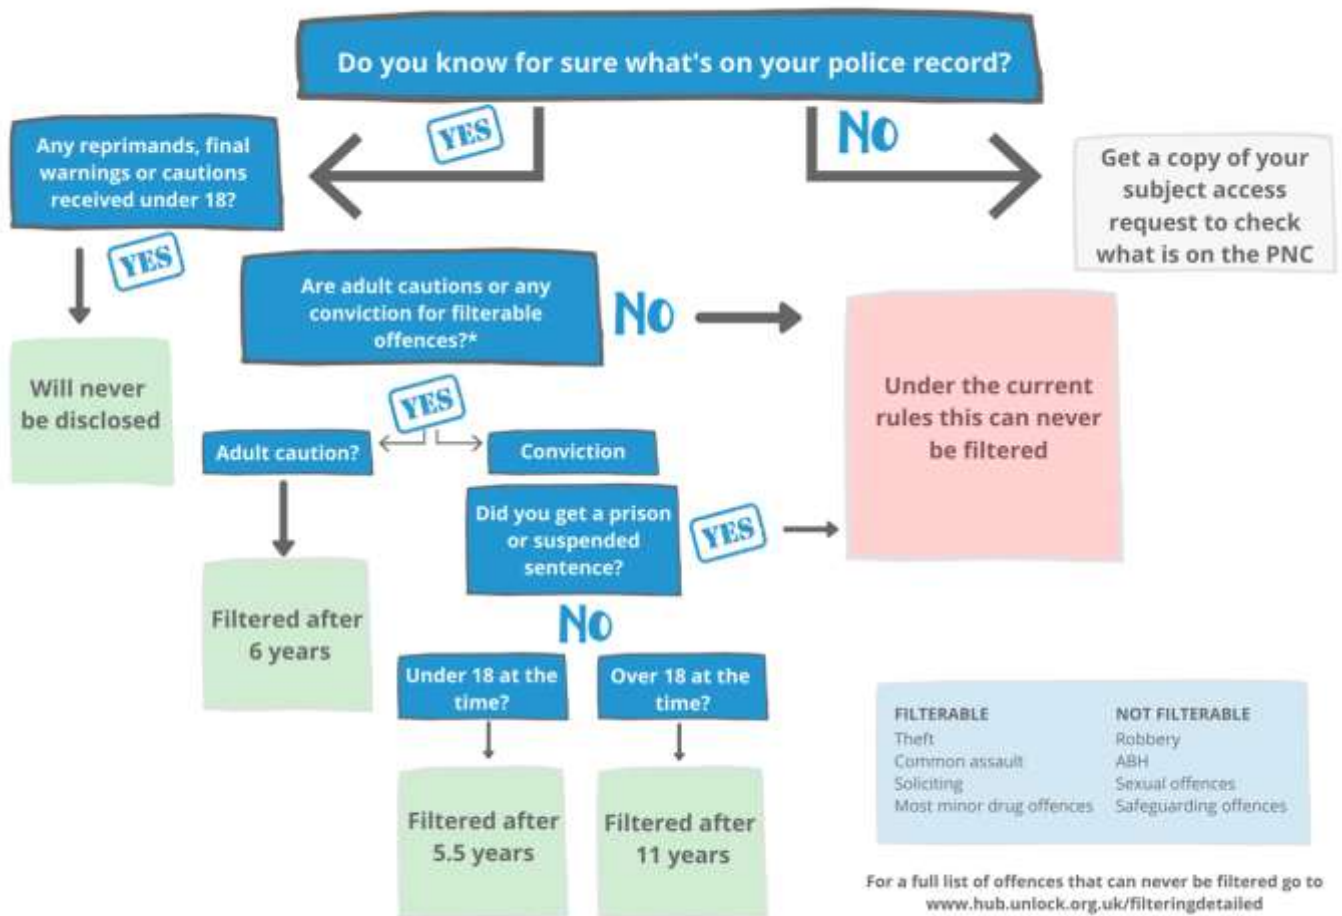 Do you know for sure what's on your police record?
YES
No
Any reprimands, final
warnings or cautions
received under 18?
Get a copy of your
subject access
request to check
what is on the PNC
YES
Will never
be disclosed
Are adult cautions or any
conviction for filterable
offences?*
No
Under the current
rules this can never
be filtered
YES
Adult caution?
Conviction
Filtered after
6 years
Did you get a prison
or suspended
sentence?
YES
No
Under 18 at the
time?
Over 18 at the
time?
Filtered after
5.5 years
Filtered after
11 years
FILTERABLE
Theft
Common assault
Soliciting
Most minor drug offences
NOT FILTERABLE
Robbery
ABH
Sexual offences
Safeguarding offences
For a full list of offences that can never be filtered go to
www.hub.unlock.org.uk/filteringdetailed